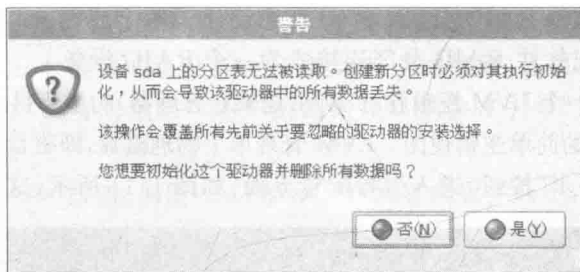 警告
设备 sda 上的分区表无法被读取。创建新分区时必须对其执行初始
化，从而会导致该驱动器中的所有数据丢失。
该操作会覆盖所有先前关于要忽略的驱动器的安装选择。
您想要初始化这个驱动器并删除所有数据吗？
否(N)
是(Y)